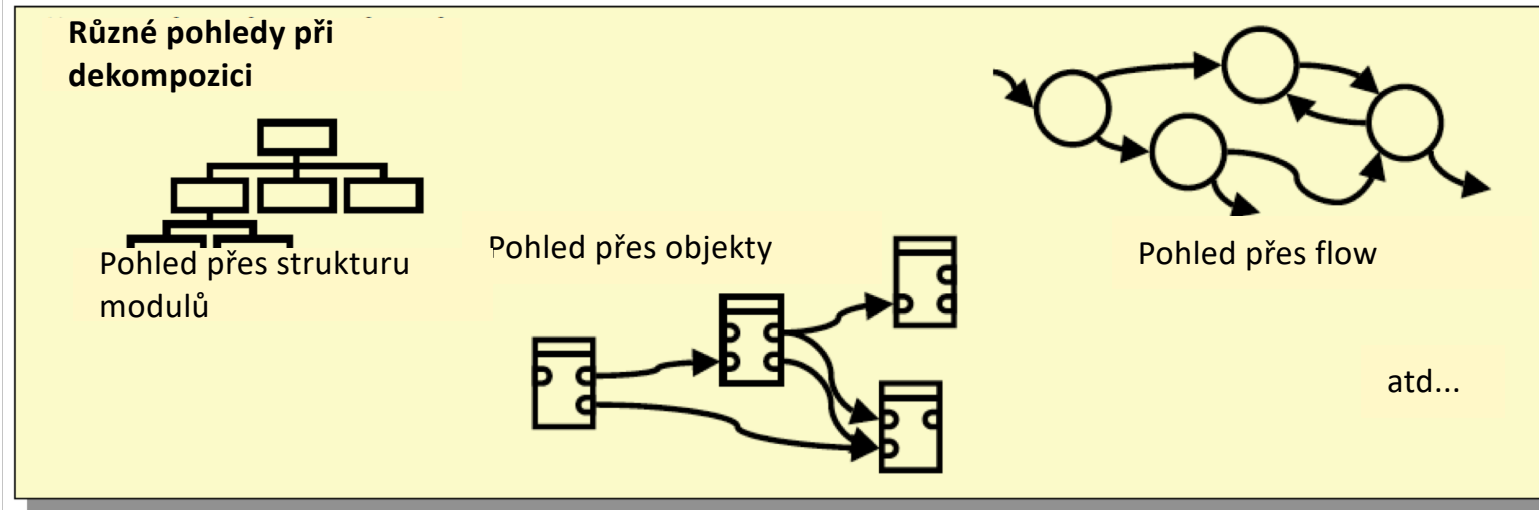 Různé pohledy při
dekompozici
Pohled přes strukturu
modulů
Pohled přes objekty
Pohled přes flow
atd...